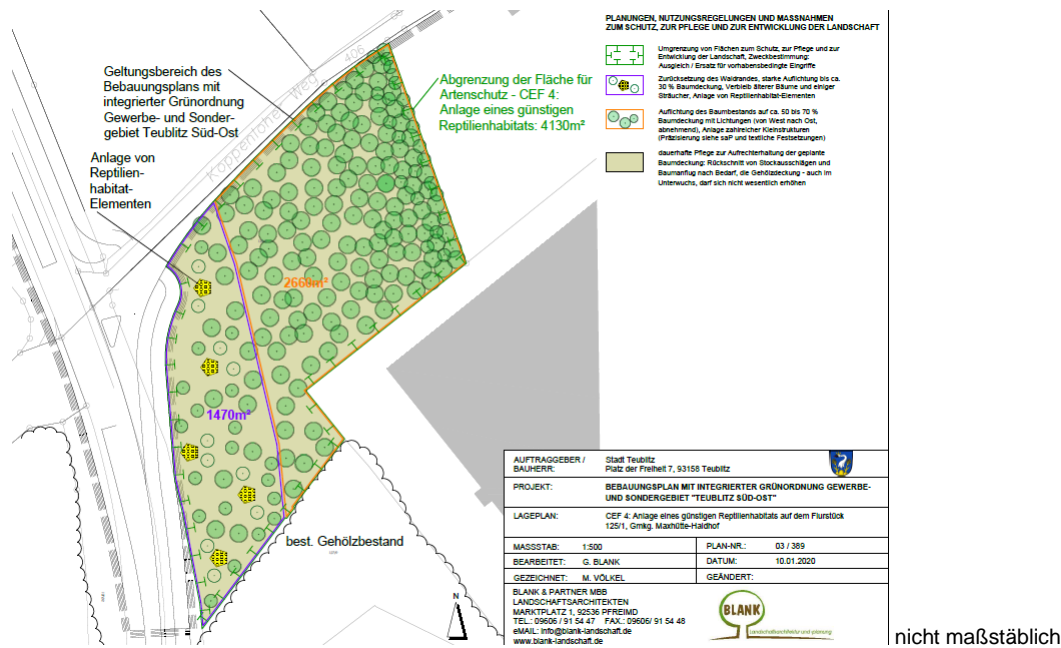 PLANUNGEN, NUTZUNGSREGELUNGEN UND MASSNAHMEN
ZUM SCHUTZ, ZUR PFLEGE UND ZUR ENTWICKLUNG DER LANDSCHAFT
Umgrenzung von Flächen zum Schutz, zur Pflege und zur
Entwicklung der Landschaft, Zweckbestimmung:
Ausgleich / Ersatz für vorhabensbedingte Eingriffe
Zurücksetzung des Waldrandes, starke Auflichtung bis ca.
30 % Baumdeckung, Verbleib älterer Bäume und einiger
Sträucher, Anlage von Reptilienhabitat-Elementen
Auflichtung des Baumbestands auf ca. 50 bis 70 %
Baumdeckung mit Lichtungen (von West nach Ost,
abnehmend), Anlage zahlreicher Kleinstrukturen
(Präzisierung siehe saP und textliche Festsetzungen)
dauerhafte Pflege zur Aufrechterhaltung der geplante
Baumdeckung: Rückschnitt von Stockausschlägen und
Baumanflug nach Bedarf, die Gehölzdeckung - auch im
Unterwuchs, darf sich nicht wesentlich erhöhen
Geltungsbereich des
Bebauungsplans mit
integrierter Grünordnung
Gewerbe- und Sonder-
gebiet Teublitz Süd-Ost
Anlage von
Reptilien-
habitat-
Elementen
Koppenloher Weg 406
Abgrenzung der Fläche für
Artenschutz - CEF 4:
Anlage eines günstigen
Reptilienhabitats: 4130m²
2660m²
1470m²
best. Gehölzbestand
N
AUFTRAGGEBER / BAUHERR: Stadt Teublitz
Platz der Freiheit 7, 93158 Teublitz
PROJEKT: BEBAUUNGSPLAN MIT INTEGRIERTER GRÜNORDNUNG GEWERBE-
UND SONDERGEBIET "TEUBLITZ SÜD-OST"
LAGEPLAN: CEF 4: Anlage eines günstigen Reptilienhabitats auf dem Flurstück
125/1, Gmkg. Maxhütte-Haidhof
MASSSTAB: 1:500 PLAN-NR.: 03 / 389
BEARBEITET: G. BLANK DATUM: 10.01.2020
GEZEICHNET: M. VÖLKEL GEÄNDERT:
BLANK & PARTNER MBB
LANDSCHAFTSARCHITEKTEN
MARKTPLATZ 1, 92536 PFREIMD
TEL.: 09606 / 91 54 47 FAX.: 09606/ 91 54 48
eMAIL: info@blank-landschaft.de
www.blank-landschaft.de
BLANK
Landschaftsarchitektur und -planung
nicht maßstäblich